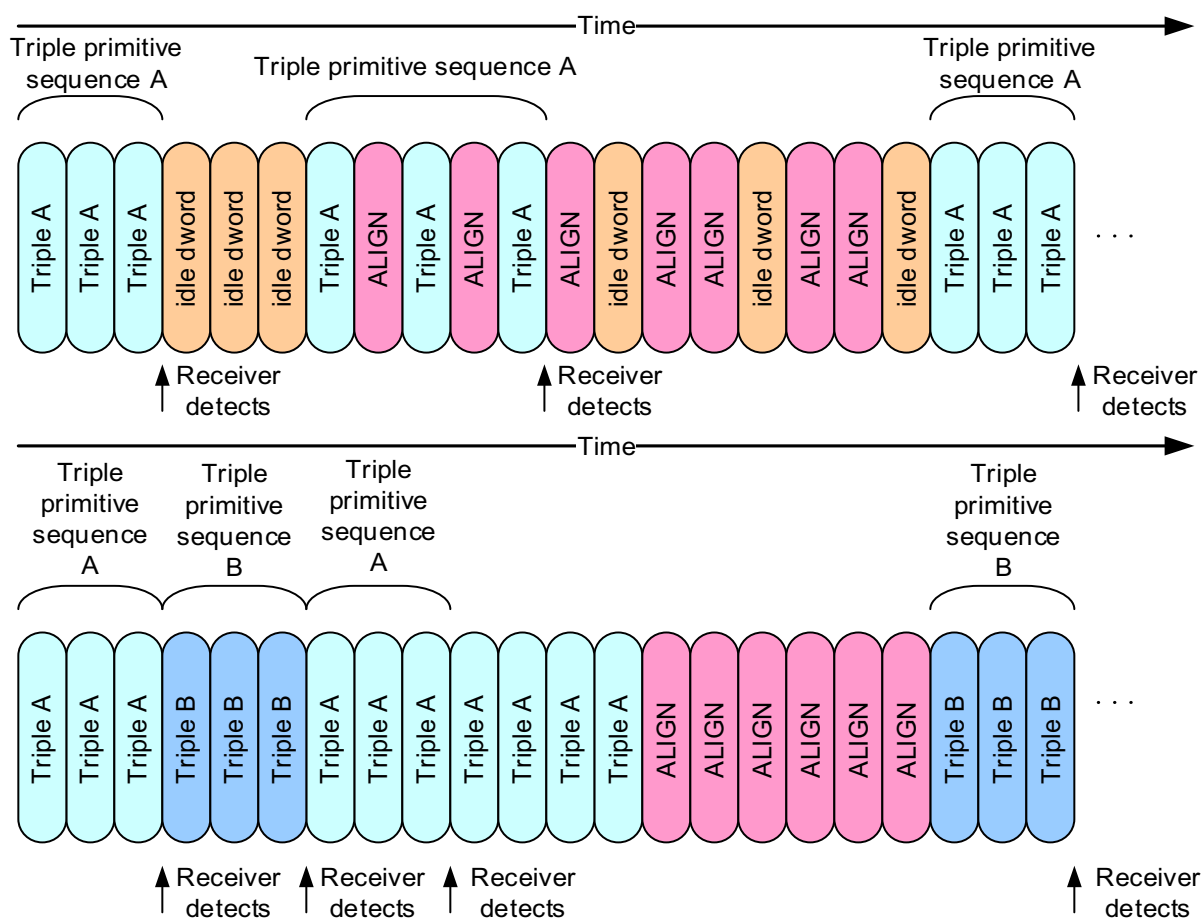 Time
Triple primitive
sequence A
Triple primitive sequence A
Triple primitive
sequence A
Triple A
Triple A
Triple A
idle dword
idle dword
idle dword
Triple A
ALIGN
Triple A
ALIGN
Triple A
ALIGN
idle dword
ALIGN
ALIGN
idle dword
ALIGN
ALIGN
idle dword
Triple A
Triple A
Triple A
. . .
Receiver
detects
Receiver
detects
Receiver
detects
Time
Triple
primitive
sequence
A
Triple
primitive
sequence
B
Triple
primitive
sequence
A
Triple
primitive
sequence
B
Triple A
Triple A
Triple A
Triple B
Triple B
Triple B
Triple A
Triple A
Triple A
Triple A
Triple A
Triple A
Triple A
ALIGN
ALIGN
ALIGN
ALIGN
ALIGN
ALIGN
Triple B
Triple B
Triple B
. . .
Receiver
detects
Receiver
detects
Receiver
detects
Receiver
detects